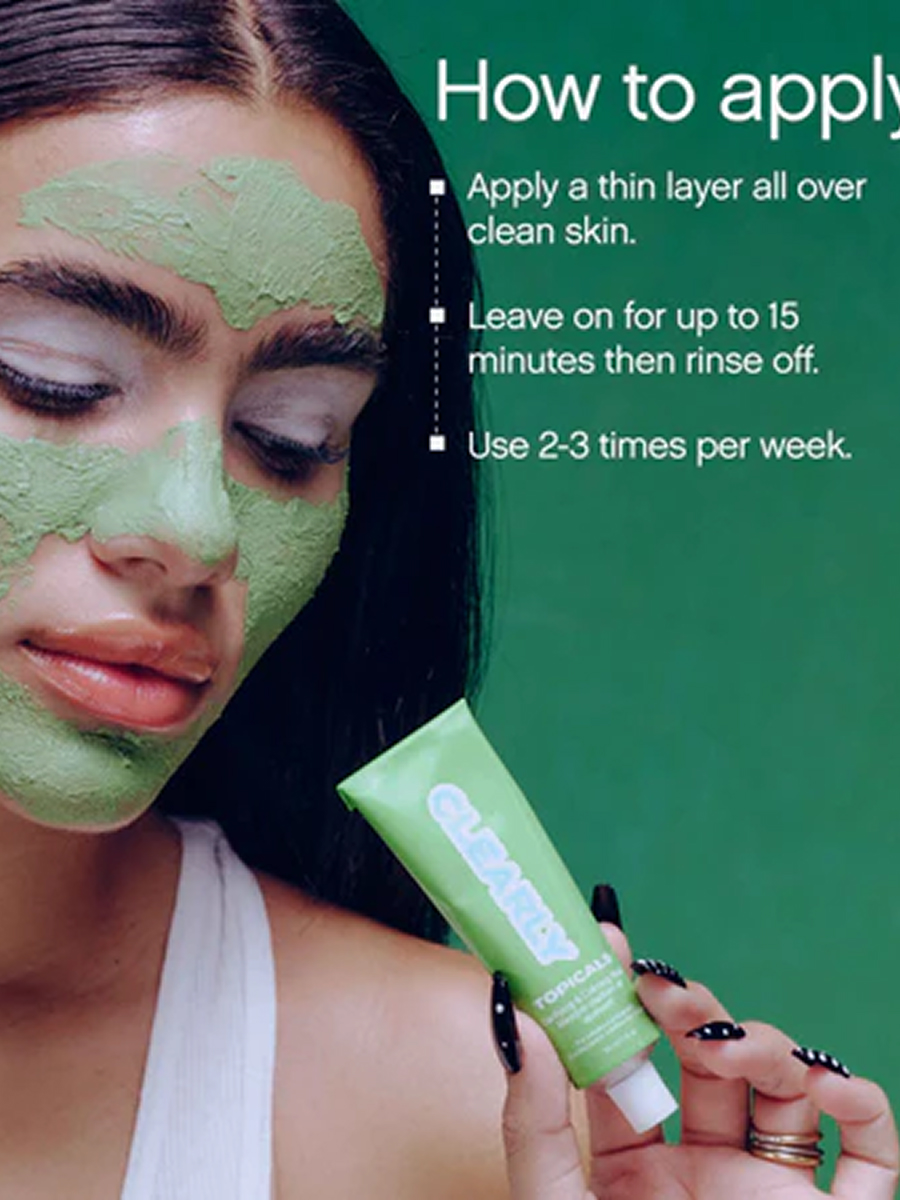 How to apply
Apply a thin layer all over
clean skin.
Leave on for up to 15
minutes then rinse off.
Use 2-3 times per week.
CLEARLY
TOPICALS